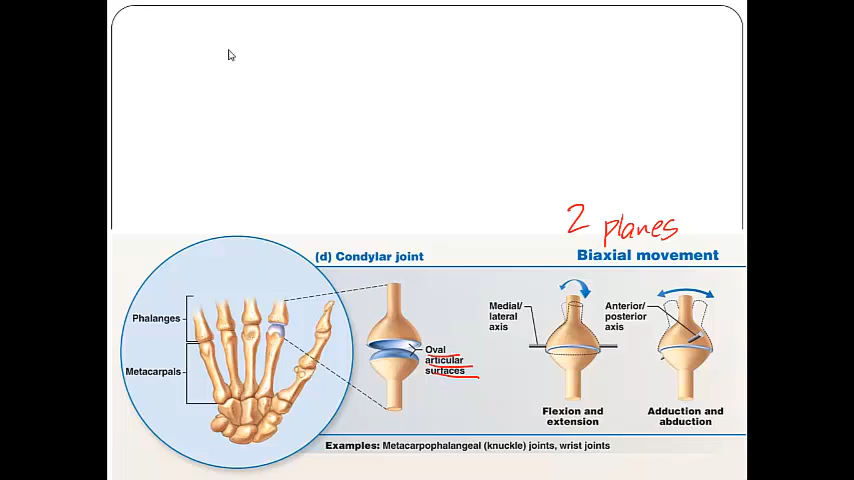 2 planes
(d) Condylar joint
Biaxial movement
Phalanges
Metacarpals
Oval
articular
surfaces
Medial/
lateral
axis
Anterior/
posterior
axis
Flexion and
extension
Adduction and
abduction
Examples: Metacarpophalangeal (knuckle) joints, wrist joints